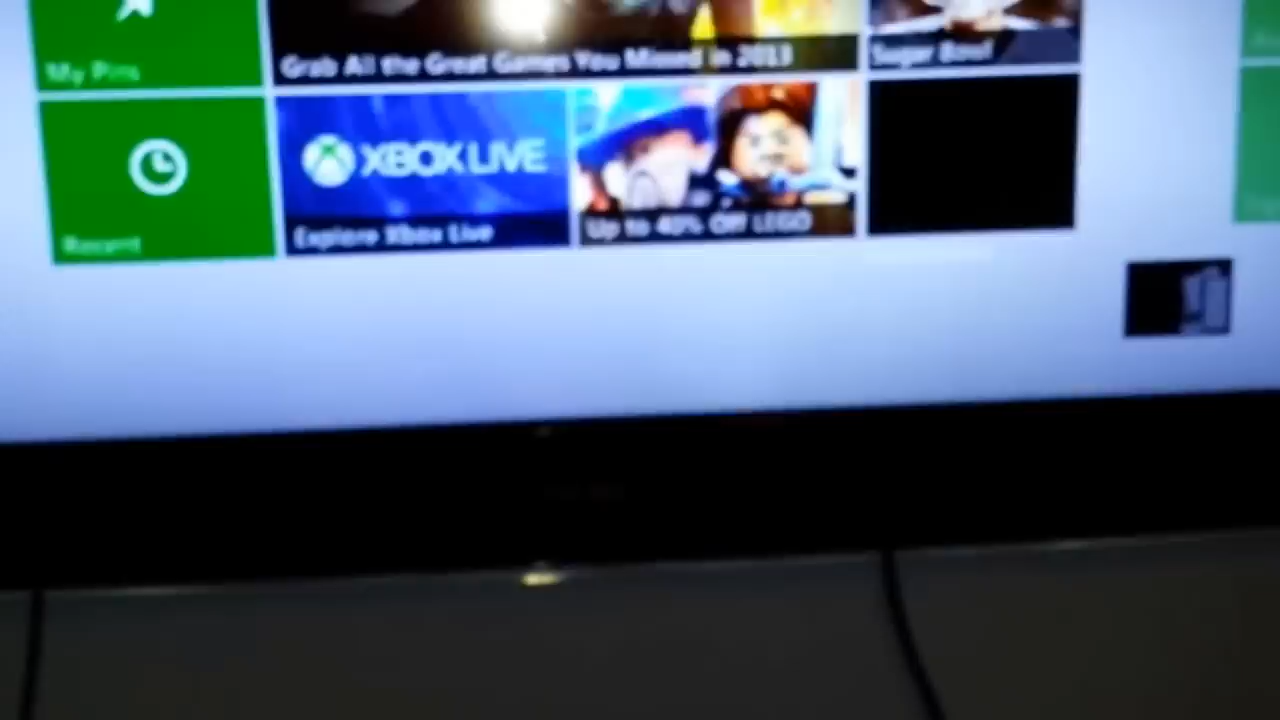 My Pins
Grab All the Great Games You Missed in 2013
Sugar Bowl
XBOX LIVE
Recent
Explore Xbox Live
Up to 40% Off LEGO